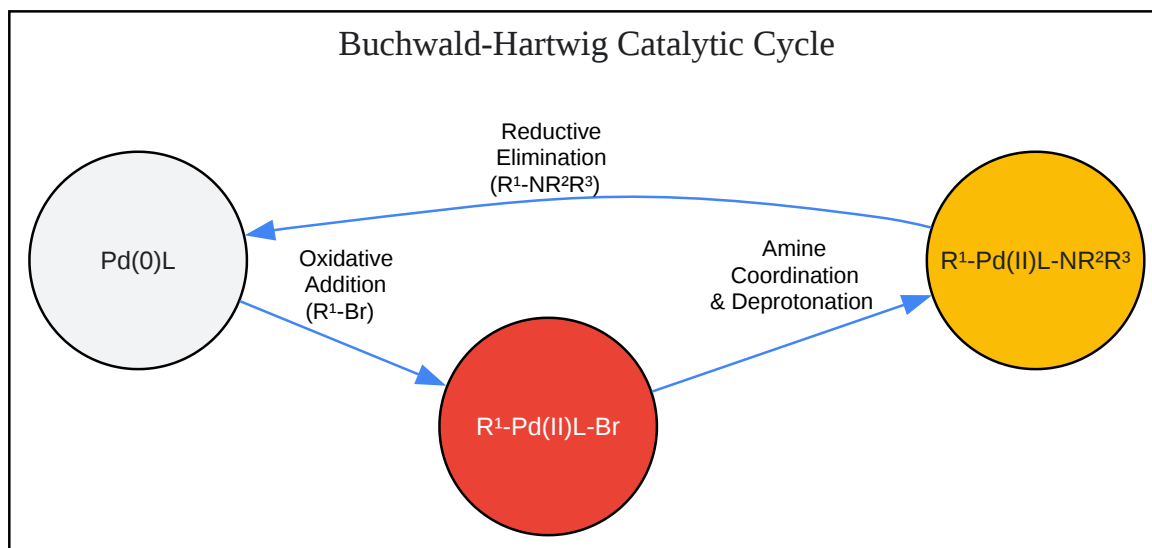 Buchwald-Hartwig Catalytic Cycle
Reductive
Elimination
(R¹-NR²R³)
Pd(0)L
Oxidative
Addition
(R¹-Br)
Amine
Coordination
& Deprotonation
R¹-Pd(II)L-NR²R³
R¹-Pd(II)L-Br